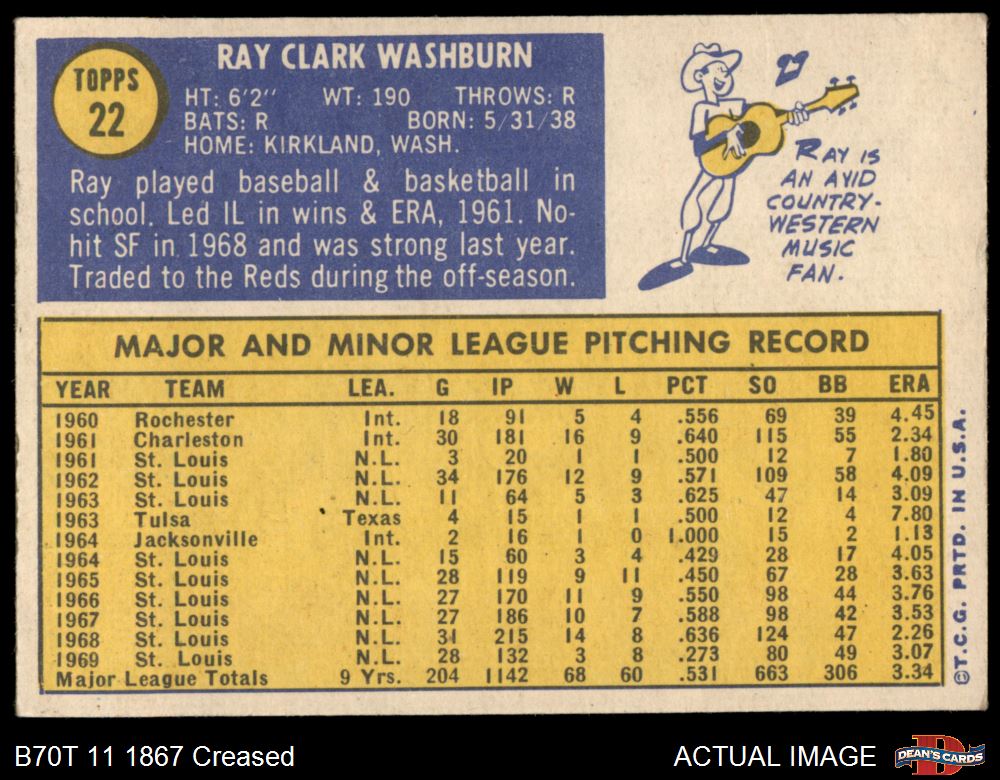 TOPPS
22
RAY CLARK WASHBURN
HT: 6'2" WT: 190 THROWS: R
BATS: R BORN: 5/31/38
HOME: KIRKLAND, WASH.
Ray played baseball & basketball in
school. Led IL in wins & ERA, 1961. No-
hit SF in 1968 and was strong last year.
Traded to the Reds during the off-season.
RAY IS
AN AVID
COUNTRY-
WESTERN
MUSIC
FAN.
MAJOR AND MINOR LEAGUE PITCHING RECORD
YEAR TEAM LEA. G IP W L PCT SO BB ERA
1960 Rochester Int. 18 91 5 4 .556 69 39 4.45
1961 Charleston Int. 30 181 16 9 .640 115 55 2.34
1961 St. Louis N.L. 3 20 1 1 .500 12 7 1.80
1962 St. Louis N.L. 34 176 12 9 .571 109 58 4.09
1963 St. Louis N.L. 11 64 5 3 .625 47 14 3.09
1963 Tulsa Texas 4 15 1 1 .500 12 4 7.80
1964 Jacksonville Int. 2 16 1 0 1.000 15 2 1.13
1964 St. Louis N.L. 15 60 3 4 .429 28 17 4.05
1965 St. Louis N.L. 28 119 9 11 .450 67 28 3.63
1966 St. Louis N.L. 27 170 11 9 .550 98 44 3.76
1967 St. Louis N.L. 27 186 10 7 .588 98 42 3.53
1968 St. Louis N.L. 31 215 14 8 .636 124 47 2.26
1969 St. Louis N.L. 28 132 3 8 .273 80 49 3.07
Major League Totals 9 Yrs. 204 1142 68 60 .531 663 306 3.34
©T.C.G. PRTD. IN U.S.A.
B70T 11 1867 Creased
ACTUAL IMAGE
DEAN'S CARDS